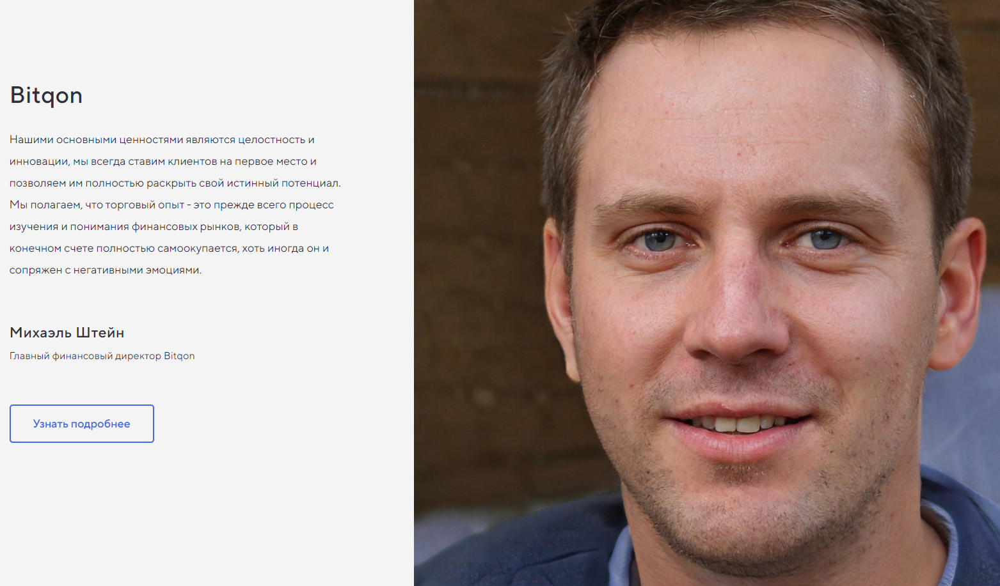 Bitqon
Нашими основными ценностями являются целостность и
инновации, мы всегда ставим клиентов на первое место и
позволяем им полностью раскрыть свой истинный потенциал.
Мы полагаем, что торговый опыт - это прежде всего процесс
изучения и понимания финансовых рынков, который в
конечном счете полностью самоокупается, хоть иногда он и
сопряжен с негативными эмоциями.
Михаэль Штейн
Главный финансовый директор Bitqon
Узнать подробнее